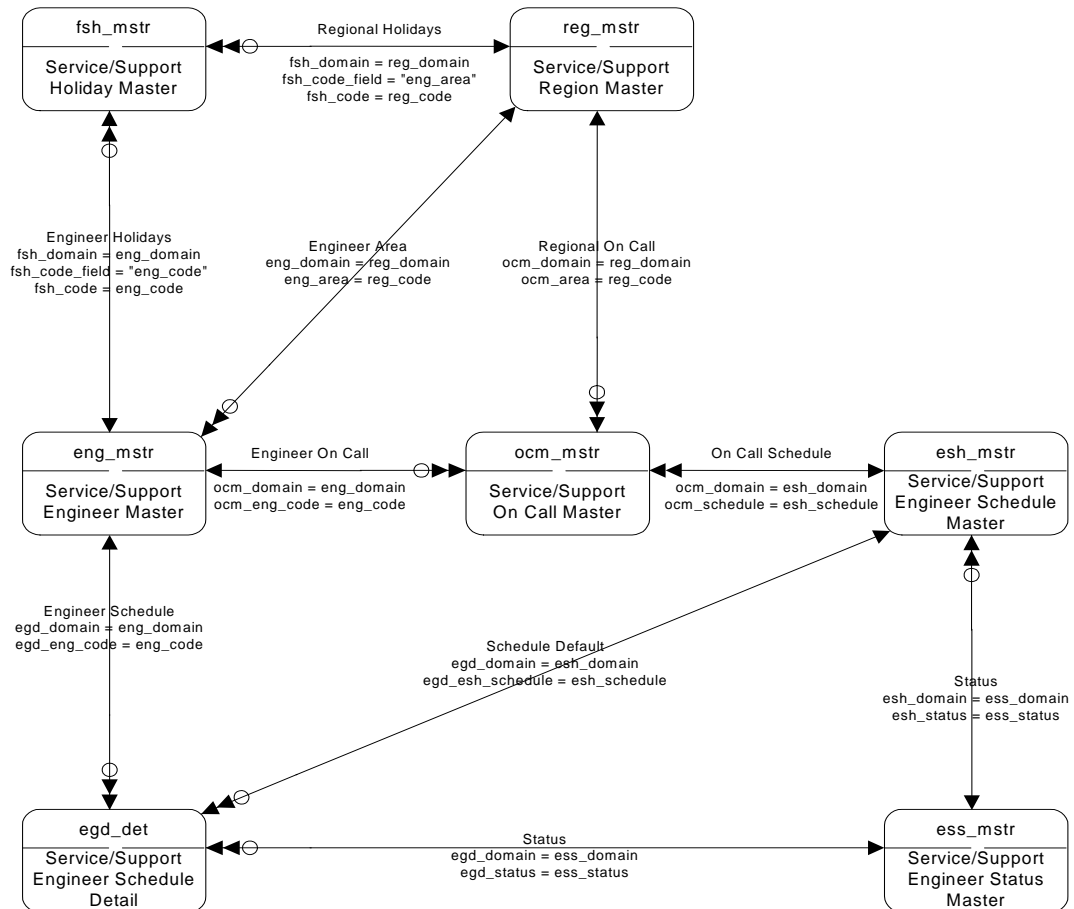 fsh_mstr
Service/Support
Holiday Master
Regional Holidays
fsh_domain = reg_domain
fsh_code_field = "eng_area"
fsh_code = reg_code
reg_mstr
Service/Support
Region Master
Engineer Holidays
fsh_domain = eng_domain
fsh_code_field = "eng_code"
fsh_code = eng_code
Engineer Area
eng_domain = reg_domain
eng_area = reg_code
Regional On Call
ocm_domain = reg_domain
ocm_area = reg_code
eng_mstr
Service/Support
Engineer Master
Engineer On Call
ocm_domain = eng_domain
ocm_eng_code = eng_code
ocm_mstr
Service/Support
On Call Master
On Call Schedule
ocm_domain = esh_domain
ocm_schedule = esh_schedule
esh_mstr
Service/Support
Engineer Schedule
Master
Engineer Schedule
egd_domain = eng_domain
egd_eng_code = eng_code
Schedule Default
egd_domain = esh_domain
egd_esh_schedule = esh_schedule
Status
esh_domain = ess_domain
esh_status = ess_status
egd_det
Service/Support
Engineer Schedule
Detail
Status
egd_domain = ess_domain
egd_status = ess_status
ess_mstr
Service/Support
Engineer Status
Master